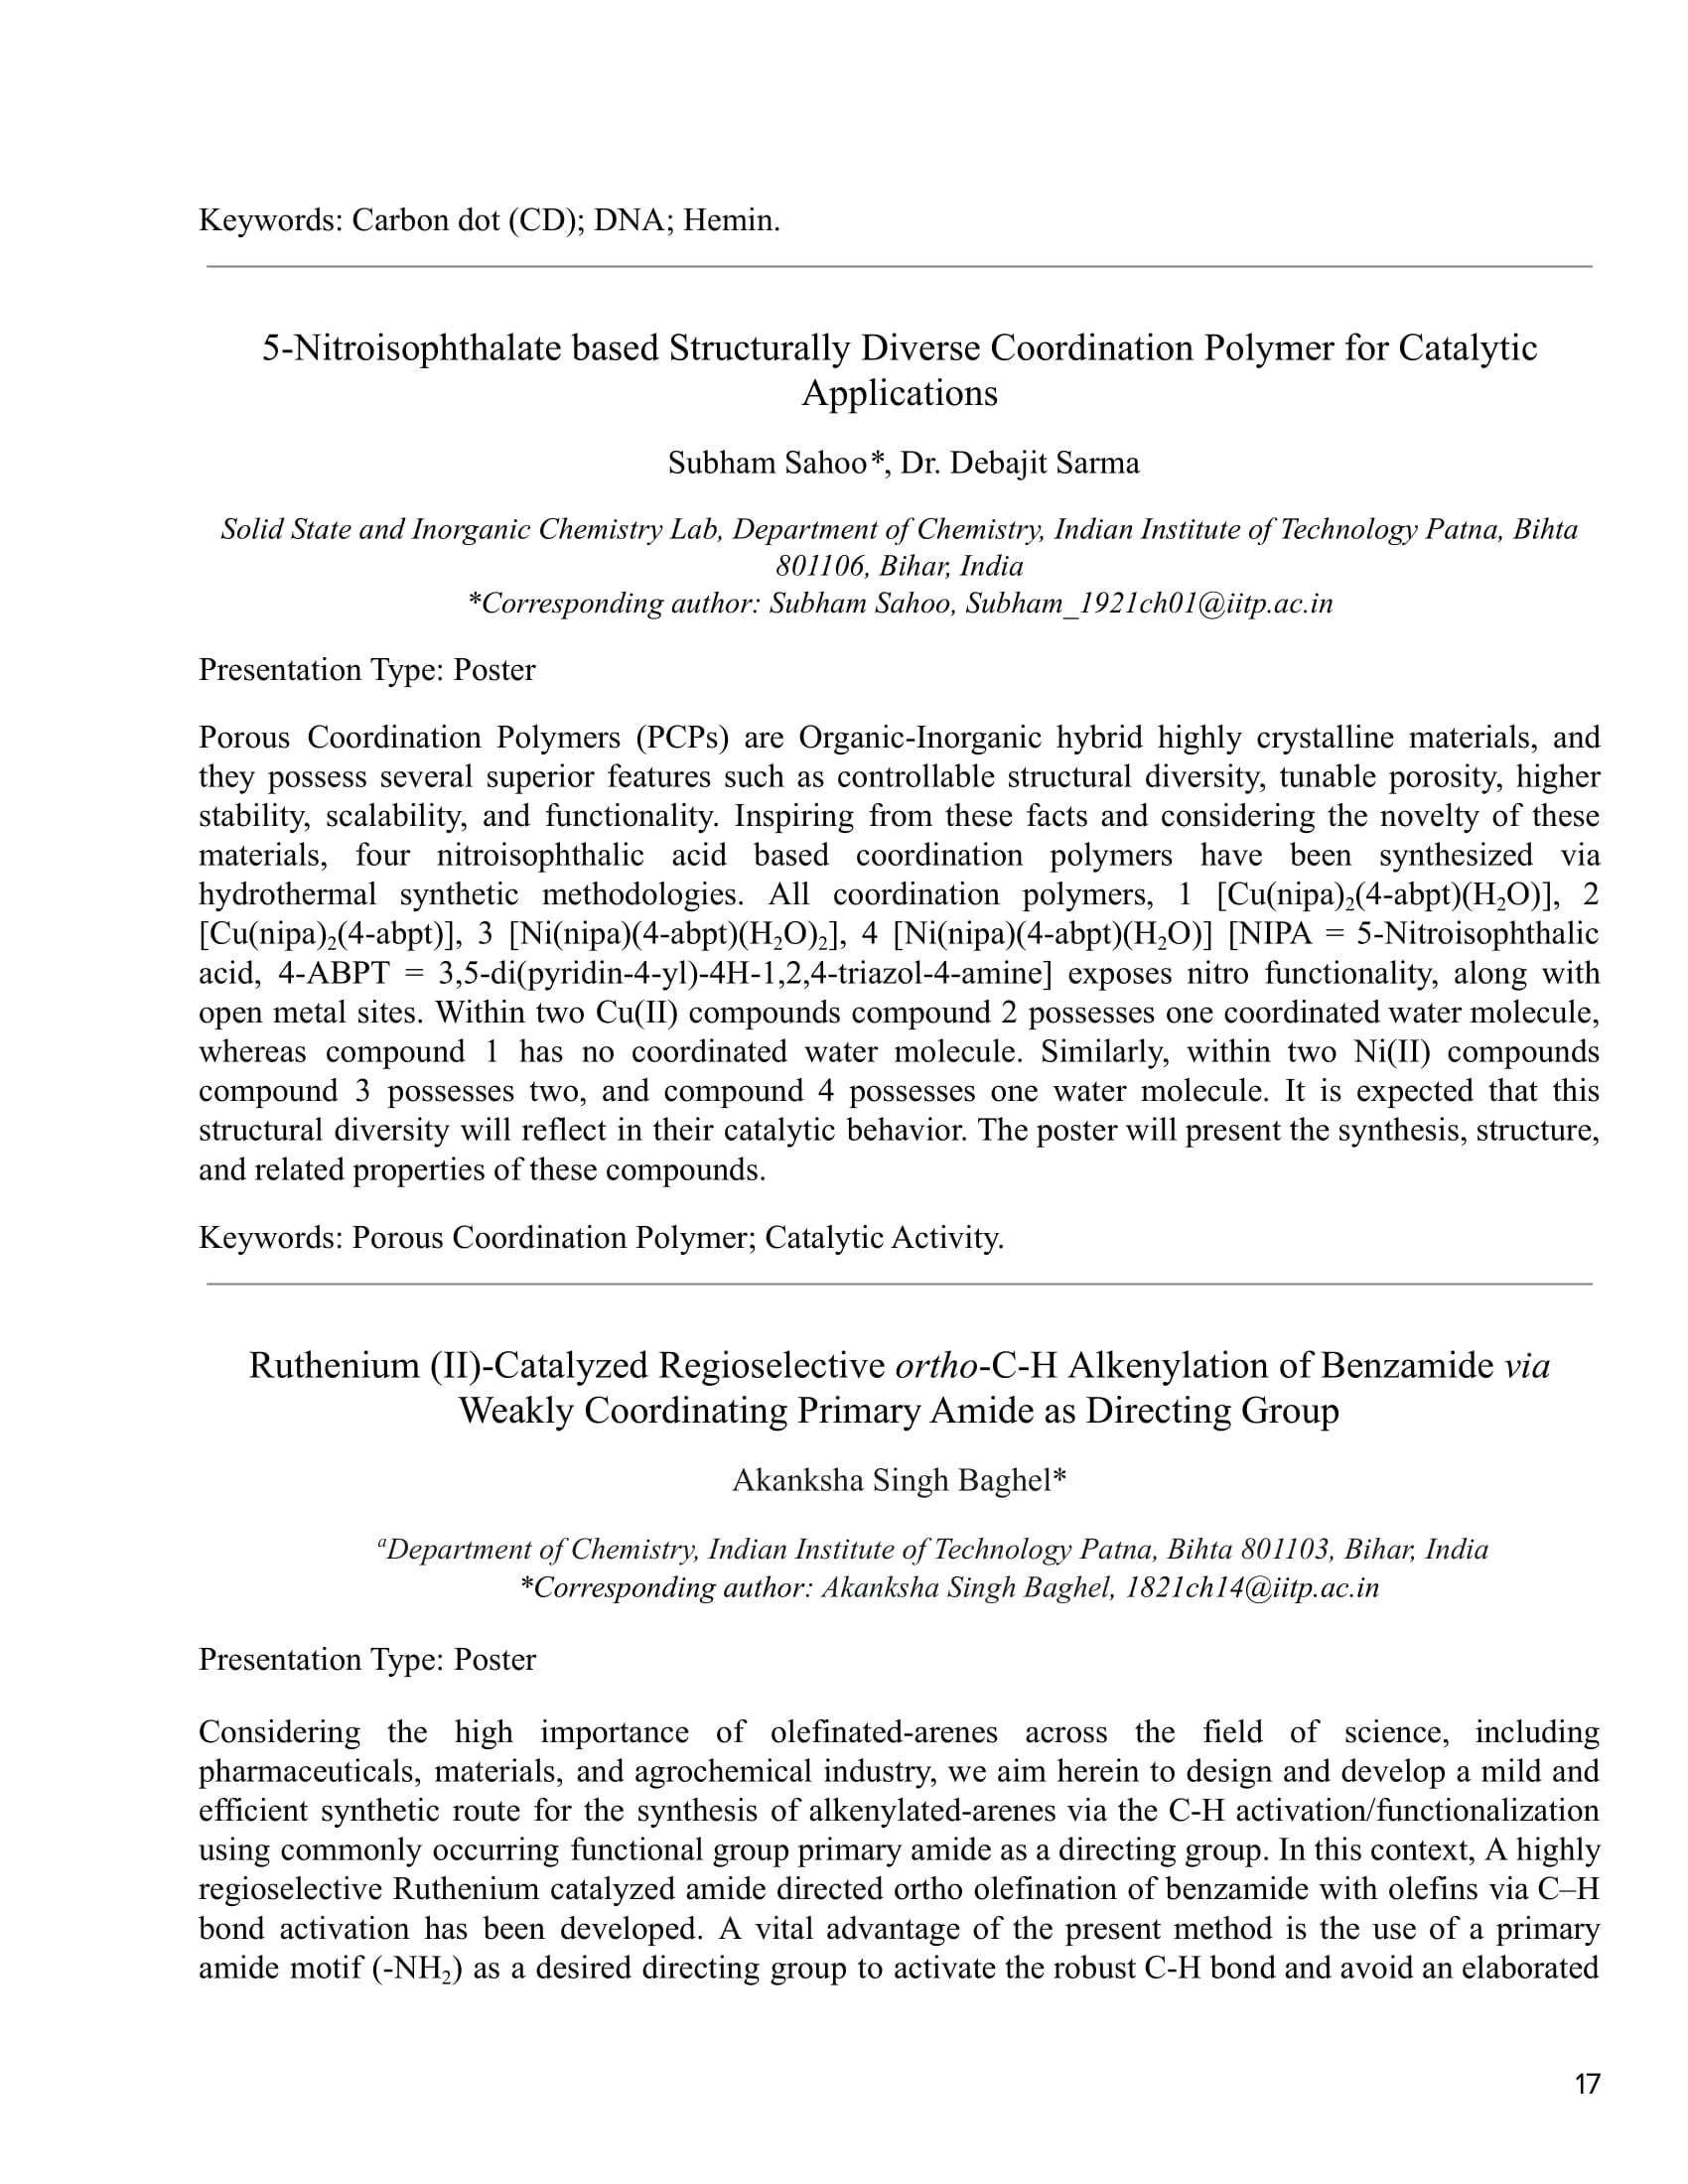 Keywords: Carbon dot (CD); DNA; Hemin.
5-Nitroisophthalate based Structurally Diverse Coordination Polymer for Catalytic
Applications
Subham Sahoo*, Dr. Debajit Sarma
Solid State and Inorganic Chemistry Lab, Department of Chemistry, Indian Institute of Technology Patna, Bihta
801106, Bihar, India
*Corresponding author: Subham Sahoo, Subham_1921ch01@iitp.ac.in
Presentation Type: Poster
Porous Coordination Polymers (PCPs) are Organic-Inorganic hybrid highly crystalline materials, and
they possess several superior features such as controllable structural diversity, tunable porosity, higher
stability, scalability, and functionality. Inspiring from these facts and considering the novelty of these
materials, four nitroisophthalic acid based coordination polymers have been synthesized via
hydrothermal synthetic methodologies. All coordination polymers, 1 [Cu(nipa)₂(4-abpt)(H₂O)], 2
[Cu(nipa)₂(4-abpt)], 3 [Ni(nipa)(4-abpt)(H₂O)₂], 4 [Ni(nipa)(4-abpt)(H₂O)] [NIPA = 5-Nitroisophthalic
acid, 4-ABPT = 3,5-di(pyridin-4-yl)-4H-1,2,4-triazol-4-amine] exposes nitro functionality, along with
open metal sites. Within two Cu(II) compounds compound 2 possesses one coordinated water molecule,
whereas compound 1 has no coordinated water molecule. Similarly, within two Ni(II) compounds
compound 3 possesses two, and compound 4 possesses one water molecule. It is expected that this
structural diversity will reflect in their catalytic behavior. The poster will present the synthesis, structure,
and related properties of these compounds.
Keywords: Porous Coordination Polymer; Catalytic Activity.
Ruthenium (II)-Catalyzed Regioselective ortho-C-H Alkenylation of Benzamide via
Weakly Coordinating Primary Amide as Directing Group
Akanksha Singh Baghel*
ᵃDepartment of Chemistry, Indian Institute of Technology Patna, Bihta 801103, Bihar, India
*Corresponding author: Akanksha Singh Baghel, 1821ch14@iitp.ac.in
Presentation Type: Poster
Considering the high importance of olefinated-arenes across the field of science, including
pharmaceuticals, materials, and agrochemical industry, we aim herein to design and develop a mild and
efficient synthetic route for the synthesis of alkenylated-arenes via the C-H activation/functionalization
using commonly occurring functional group primary amide as a directing group. In this context, A highly
regioselective Ruthenium catalyzed amide directed ortho olefination of benzamide with olefins via C–H
bond activation has been developed. A vital advantage of the present method is the use of a primary
amide motif (-NH₂) as a desired directing group to activate the robust C-H bond and avoid an elaborated
17